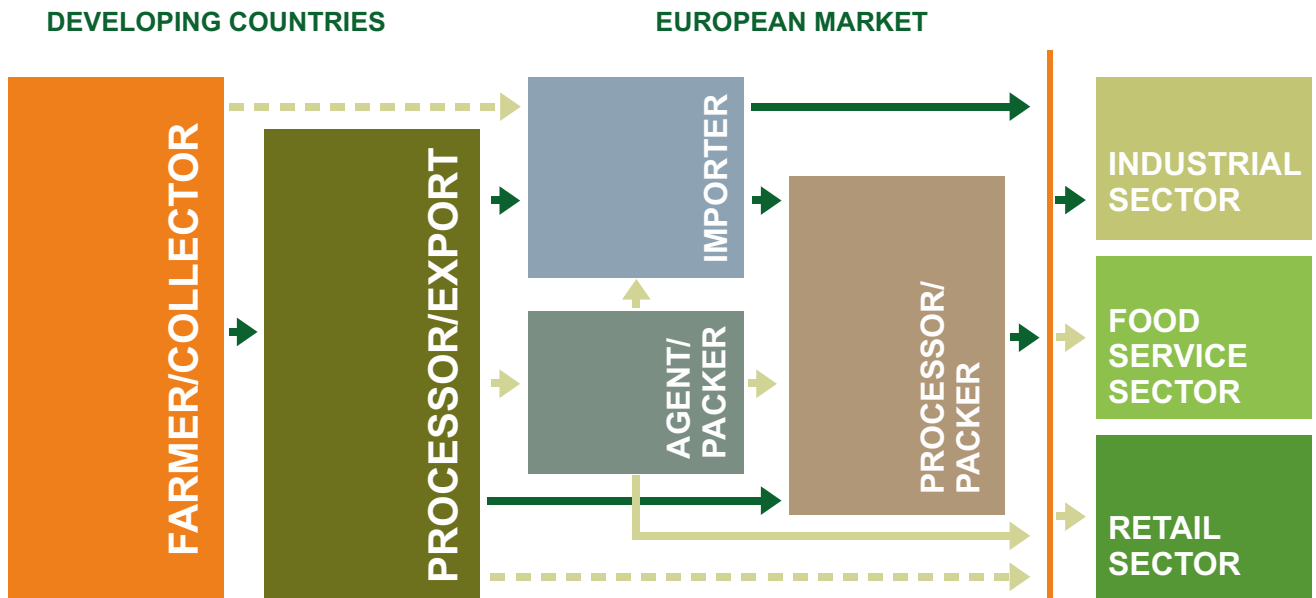 DEVELOPING COUNTRIES
EUROPEAN MARKET
FARMER/COLLECTOR
PROCESSOR/EXPORT
IMPORTER
AGENT/
PACKER
PROCESSOR/
PACKER
INDUSTRIAL
SECTOR
FOOD
SERVICE
SECTOR
RETAIL
SECTOR